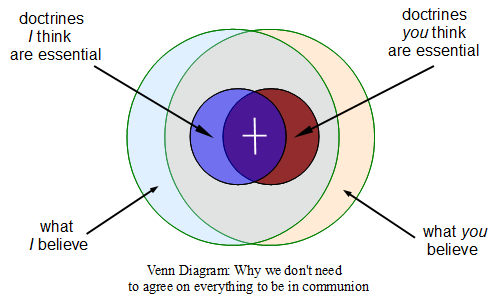 doctrines
I think
are essential
doctrines
you think
are essential
what
I believe
what you
believe
Venn Diagram: Why we don't need
to agree on everything to be in communion